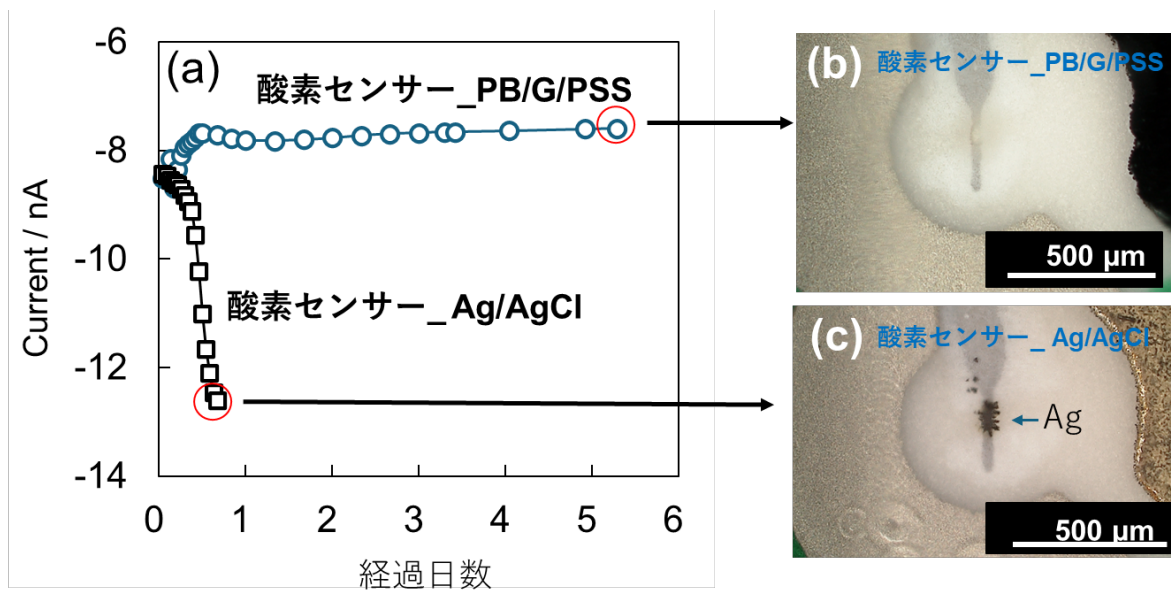 (a)
-6
-8
-10
-12
-14
Current / nA
酸素センサー_PB/G/PSS
酸素センサー_ Ag/AgCl
0 1 2 3 4 5 6
経過日数
(b) 酸素センサー_PB/G/PSS
500 μm
(c) 酸素センサー_ Ag/AgCl
Ag
500 μm